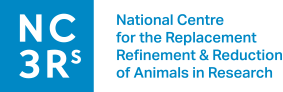 NC
3Rs
National Centre
for the Replacement
Refinement & Reduction
of Animals in Research